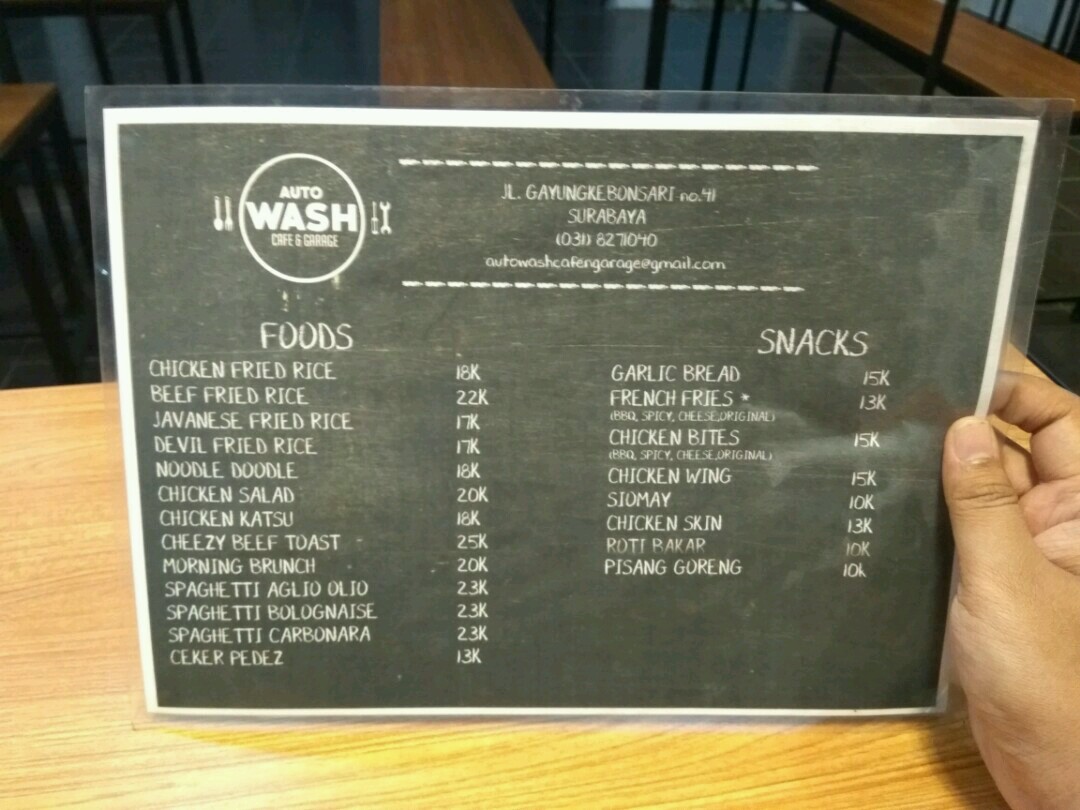 AUTO
WASH
CAFE & GARAGE
JL. GAYUNGKEBONSARI no.41
SURABAYA
(031) 8271040
autowashcafengarage@gmail.com
FOODS
CHICKEN FRIED RICE 18K
BEEF FRIED RICE 22K
JAVANESE FRIED RICE 17K
DEVIL FRIED RICE 17K
NOODLE DOODLE 18K
CHICKEN SALAD 20K
CHICKEN KATSU 18K
CHEEZY BEEF TOAST 25K
MORNING BRUNCH 20K
SPAGHETTI AGLIO OLIO 23K
SPAGHETTI BOLOGNAISE 23K
SPAGHETTI CARBONARA 23K
CEKER PEDEZ 13K
SNACKS
GARLIC BREAD 15K
FRENCH FRIES * 13K
(BBQ, SPICY, CHEESE,ORIGINAL)
CHICKEN BITES 15K
(BBQ, SPICY, CHEESE,ORIGINAL)
CHICKEN WING 15K
SIOMAY 10K
CHICKEN SKIN 13K
ROTI BAKAR 10K
PISANG GORENG 10k